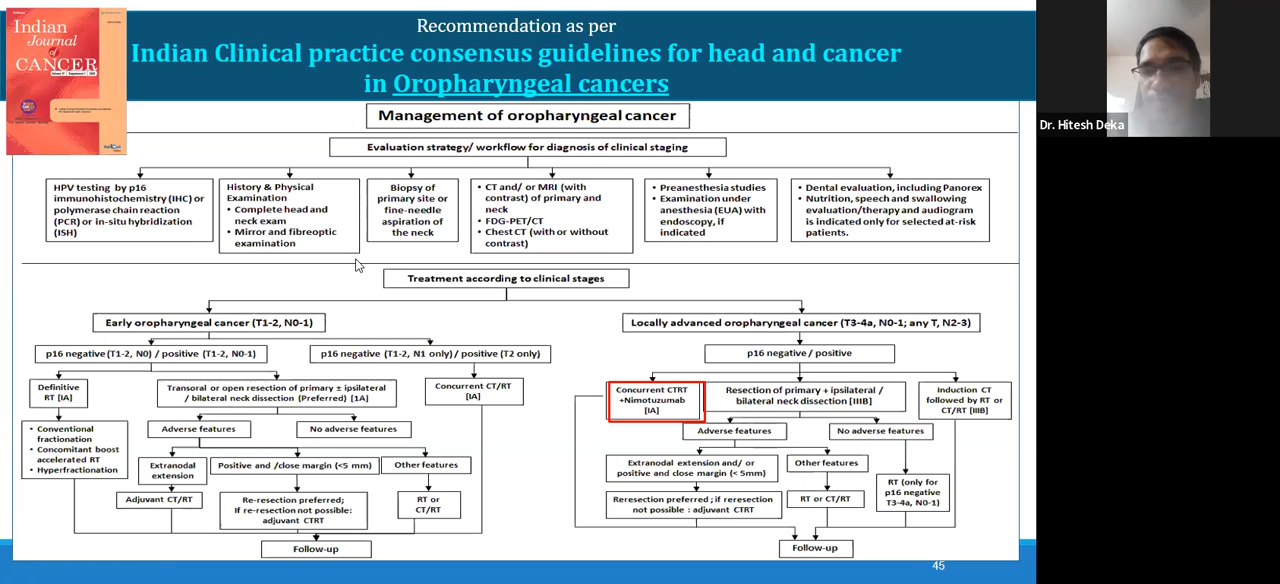 Recommendation as per
Indian Clinical practice consensus guidelines for head and cancer
in Oropharyngeal cancers
Indian
Journal
of
CANCER
Dr. Hitesh Deka
Management of oropharyngeal cancer
Evaluation strategy/ workflow for diagnosis of clinical staging
HPV testing by p16
immunohistochemistry (IHC) or
polymerase chain reaction
(PCR) or in-situ hybridization
(ISH)
History & Physical
Examination
• Complete head and
neck exam
• Mirror and fibreoptic
examination
Biopsy of
primary site or
fine-needle
aspiration of
the neck
• CT and/ or MRI (with
contrast) of primary and
neck
• FDG-PET/CT
• Chest CT (with or without
contrast)
• Preanesthesia studies
• Examination under
anesthesia (EUA) with
endoscopy, if
indicated
• Dental evaluation, including Panorex
• Nutrition, speech and swallowing
evaluation/therapy and audiogram
is indicated only for selected at-risk
patients.
Treatment according to clinical stages
Early oropharyngeal cancer (T1-2, N0-1)
p16 negative (T1-2, N0) / positive (T1-2, N0-1)
p16 negative (T1-2, N1 only) / positive (T2 only)
Definitive
RT [IA]
Transoral or open resection of primary ± ipsilateral
/ bilateral neck dissection (Preferred) [1A]
Concurrent CT/RT
[IA]
• Conventional
fractionation
• Concomitant boost
accelerated RT
• Hyperfractionation
Adverse features
No adverse features
Extranodal
extension
Positive and /close margin (<5 mm)
Other features
Adjuvant CT/RT
Re-resection preferred;
If re-resection not possible:
adjuvant CTRT
RT or
CT/RT
Follow-up
Locally advanced oropharyngeal cancer (T3-4a, N0-1; any T, N2-3)
p16 negative / positive
Concurrent CTRT
+Nimotuzumab
[IA]
Resection of primary + ipsilateral /
bilateral neck dissection [IIIB]
Induction CT
followed by RT or
CT/RT [IIIB]
Adverse features
No adverse features
Extranodal extension and/ or
positive and close margin (< 5mm)
Other features
RT (only for
p16 negative
T3-4a, N0-1)
Reresection preferred ; if reresection
not possible : adjuvant CTRT
RT or CT/RT
Follow-up
45